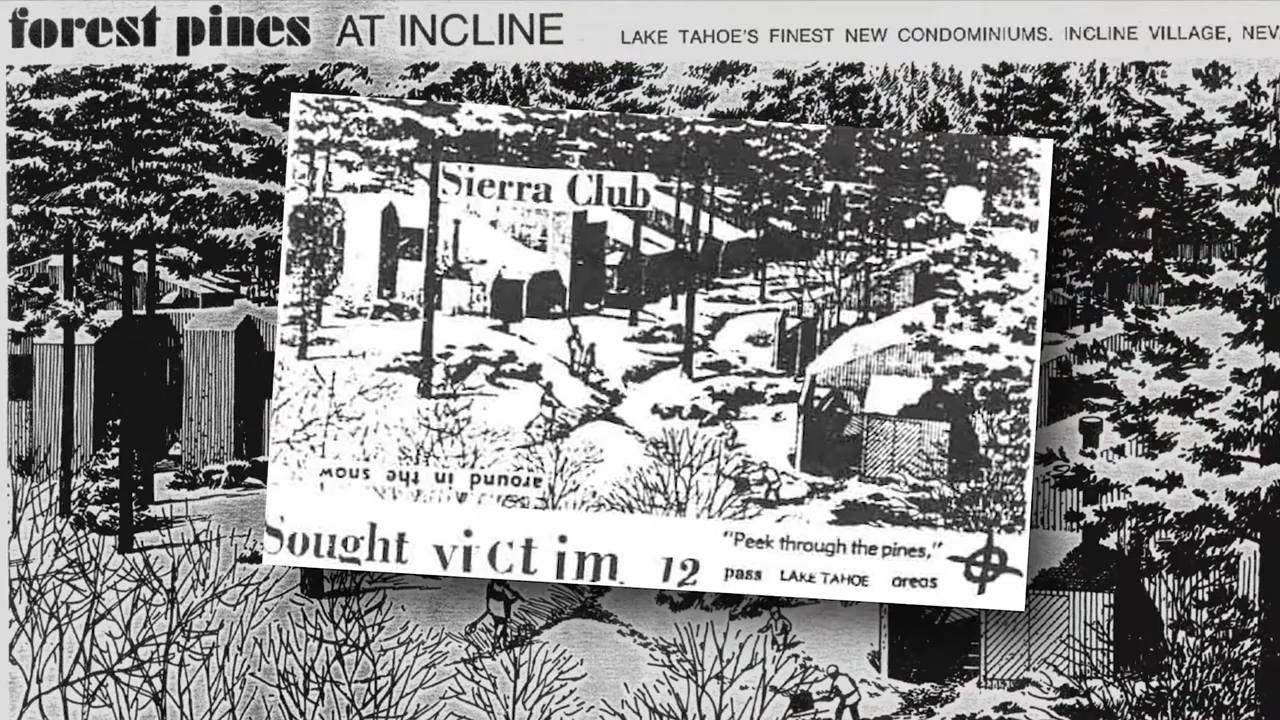 forest pines AT INCLINE
LAKE TAHOE'S FINEST NEW CONDOMINIUMS. INCLINE VILLAGE, NEV.
Sierra Club
around in the snow
Sought victim 12
"Peek through the pines,"
pass LAKE TAHOE areas